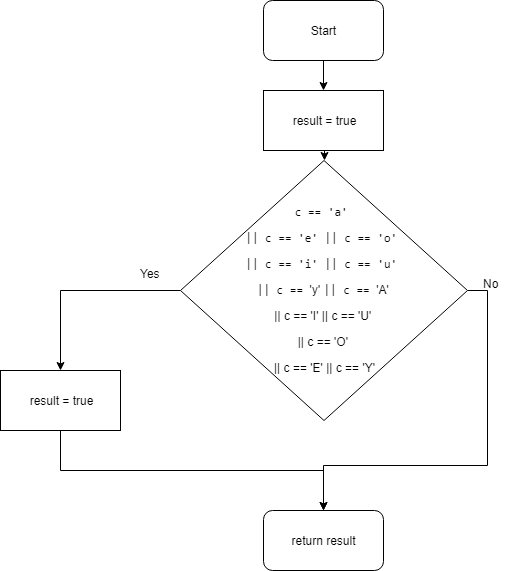 Start
result = true
c == 'a'
|| c == 'e' || c == 'o'
|| c == 'i' || c == 'u'
|| c == 'y' || c == 'A'
|| c == 'I' || c == 'U'
|| c == 'O'
|| c == 'E' || c == 'Y'
Yes
No
result = true
return result